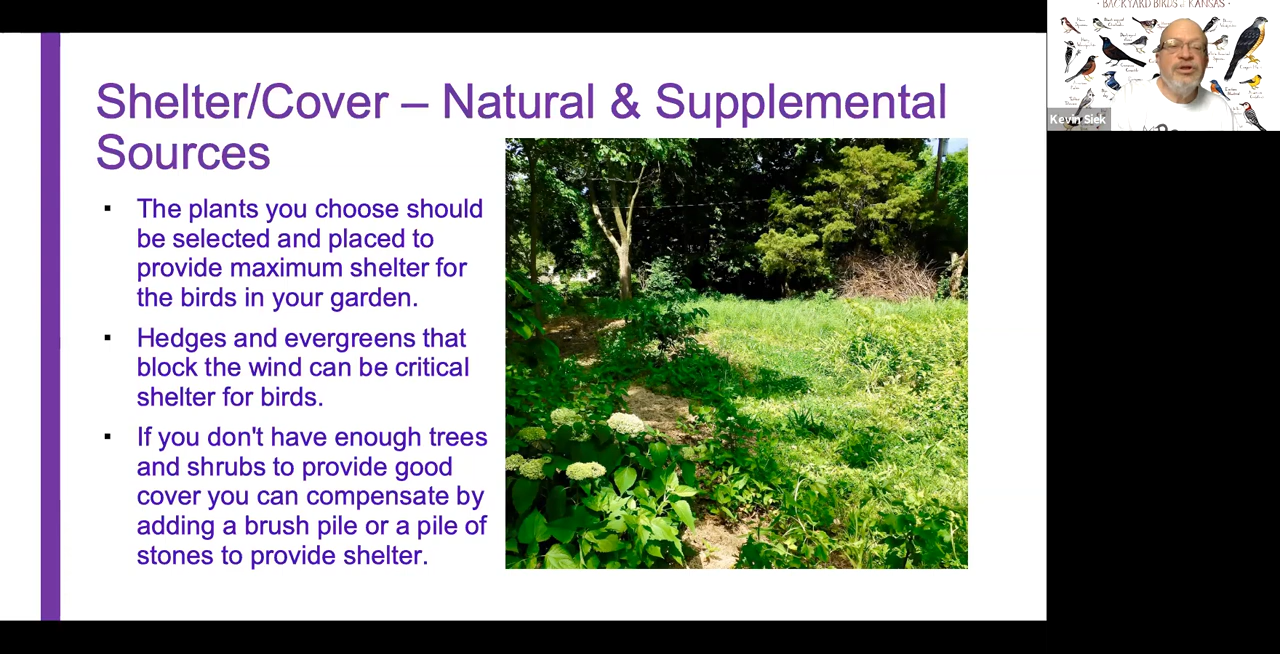 BACKYARD BIRDS of KANSAS
Kevin Siek
Shelter/Cover – Natural & Supplemental
Sources
▪ The plants you choose should
be selected and placed to
provide maximum shelter for
the birds in your garden.
▪ Hedges and evergreens that
block the wind can be critical
shelter for birds.
▪ If you don't have enough trees
and shrubs to provide good
cover you can compensate by
adding a brush pile or a pile of
stones to provide shelter.